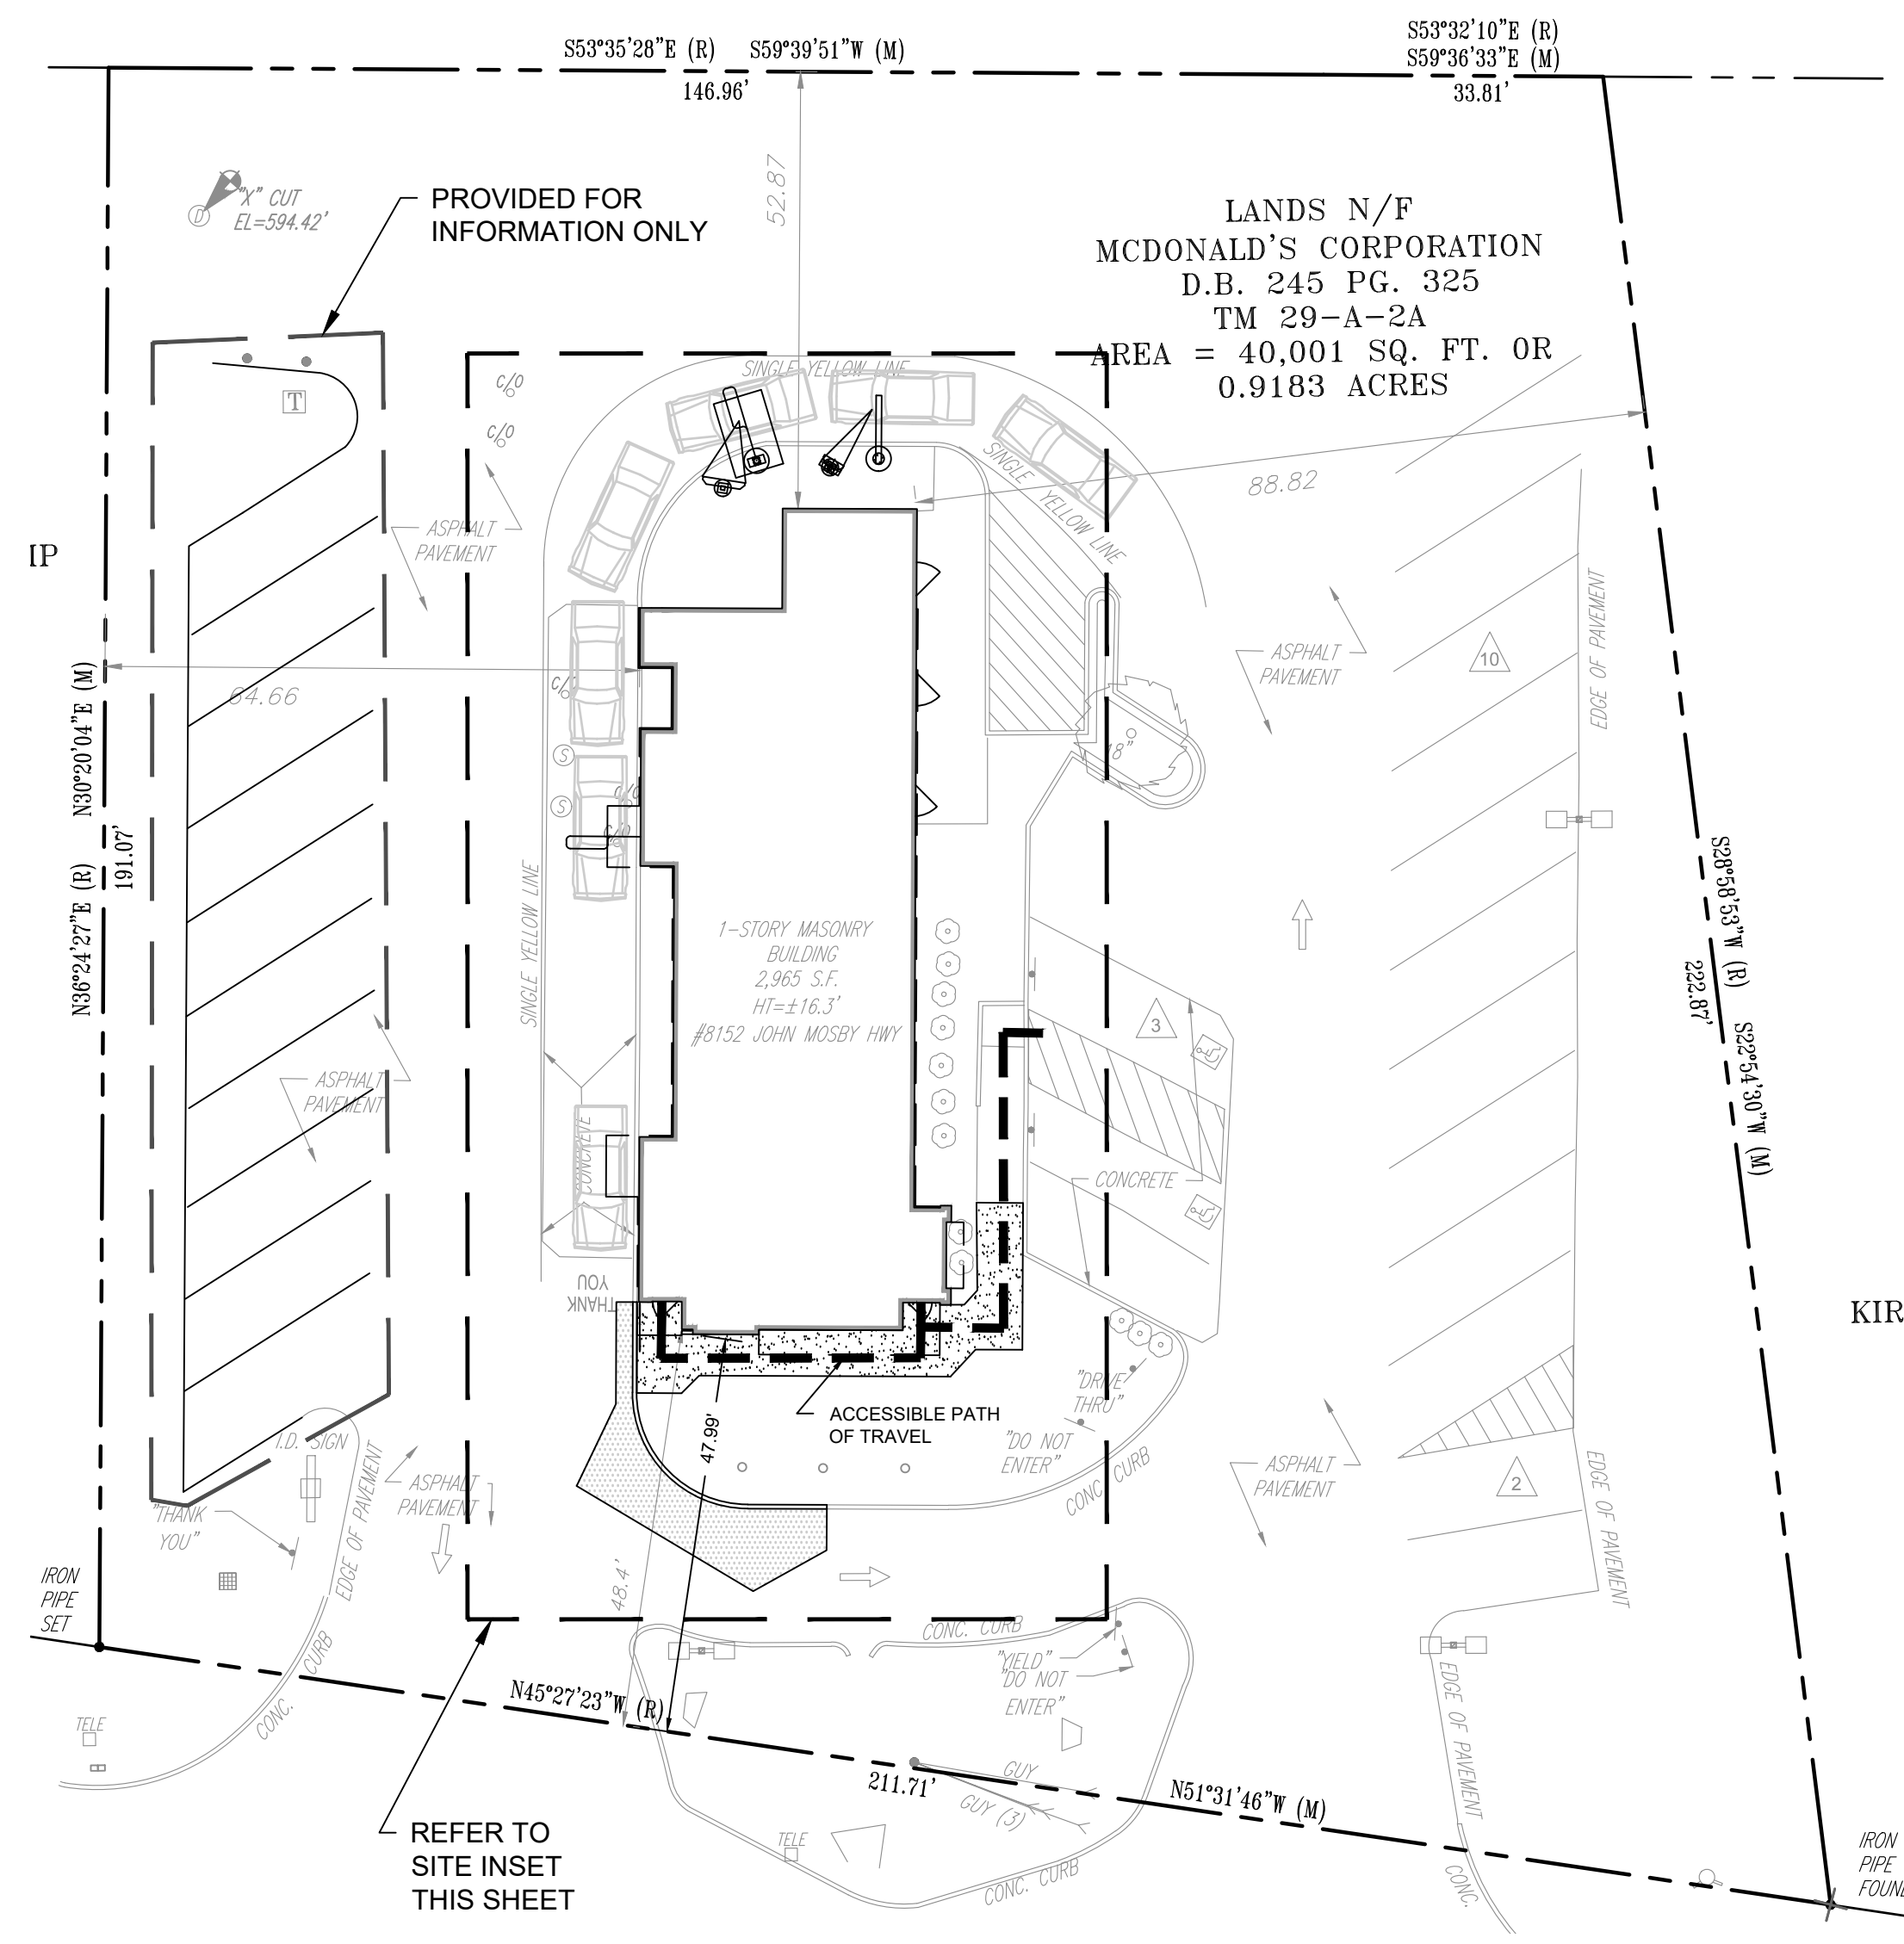 S53°35'28"E (R) S59°39'51"W (M)
146.96'
S53°32'10"E (R)
S59°36'33"E (M)
33.81'
"X" CUT
EL=594.42'
D
PROVIDED FOR
INFORMATION ONLY
52.87
LANDS N/F
MCDONALD'S CORPORATION
D.B. 245 PG. 325
TM 29-A-2A
AREA = 40,001 SQ. FT. OR
0.9183 ACRES
T
c/o
c/o
SINGLE YELLOW LINE
SINGLE YELLOW LINE
88.82
ASPHALT
PAVEMENT
IP
ASPHALT
PAVEMENT
10
EDGE OF PAVEMENT
64.66
c/o
S
S
c/o
c/o
18"
N36°24'27"E (R) N30°20'04"E (M)
191.07'
SINGLE YELLOW LINE
1-STORY MASONRY
BUILDING
2,965 S.F.
HT=±16.3'
#8152 JOHN MOSBY HWY
S28°58'53"W (R) S22°54'30"W (M)
222.87'
3
ASPHALT
PAVEMENT
CONCRETE
CONCRETE
THANK
YOU
KIR
"DRIVE
THRU"
ACCESSIBLE PATH
OF TRAVEL
"DO NOT
ENTER"
CONC. CURB
47.99'
48.4'
I.D. SIGN
ASPHALT
PAVEMENT
EDGE OF PAVEMENT
"THANK
YOU"
ASPHALT
PAVEMENT
2
EDGE OF PAVEMENT
IRON
PIPE
SET
CONC. CURB
CONC. CURB
"YIELD"
"DO NOT
ENTER"
N45°27'23"W (R)
TELE
211.71'
GUY
GUY (3)
N51°31'46"W (M)
EDGE OF PAVEMENT
REFER TO
SITE INSET
THIS SHEET
TELE
CONC. CURB
CONC.
IRON
PIPE
FOUND